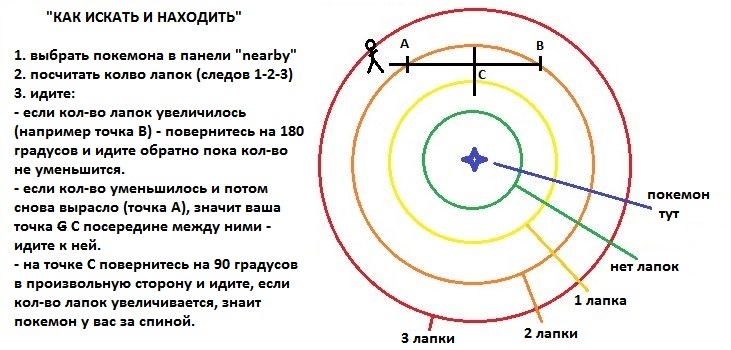 "КАК ИСКАТЬ И НАХОДИТЬ"
1. выбрать покемона в панели "nearby"
2. посчитать колво лапок (следов 1-2-3)
3. идите:
- если кол-во лапок увеличилось
(например точка В) - повернитесь на 180
градусов и идите обратно пока кол-во
не уменьшится.
- если кол-во уменьшилось и потом
снова выросло (точка А), значит ваша
точка G С посередине между ними -
идите к ней.
- на точке С повернитесь на 90 градусов
в произвольную сторону и идите, если
кол-во лапок увеличивается, знаит
покемон у вас за спиной.
A
B
C
покемон
тут
нет лапок
1 лапка
2 лапки
3 лапки